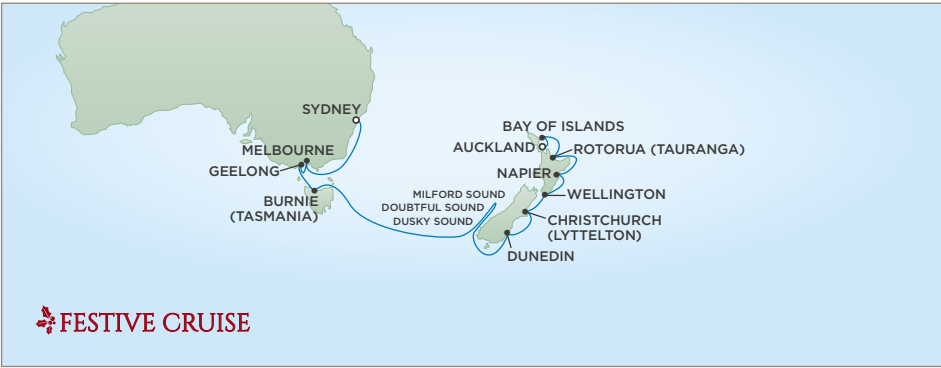 SYDNEY
MELBOURNE
GEELONG
BURNIE
(TASMANIA)
MILFORD SOUND
DOUBTFUL SOUND
DUSKY SOUND
BAY OF ISLANDS
AUCKLAND
ROTORUA (TAURANGA)
NAPIER
WELLINGTON
CHRISTCHURCH
(LYTTELTON)
DUNEDIN
FESTIVE CRUISE